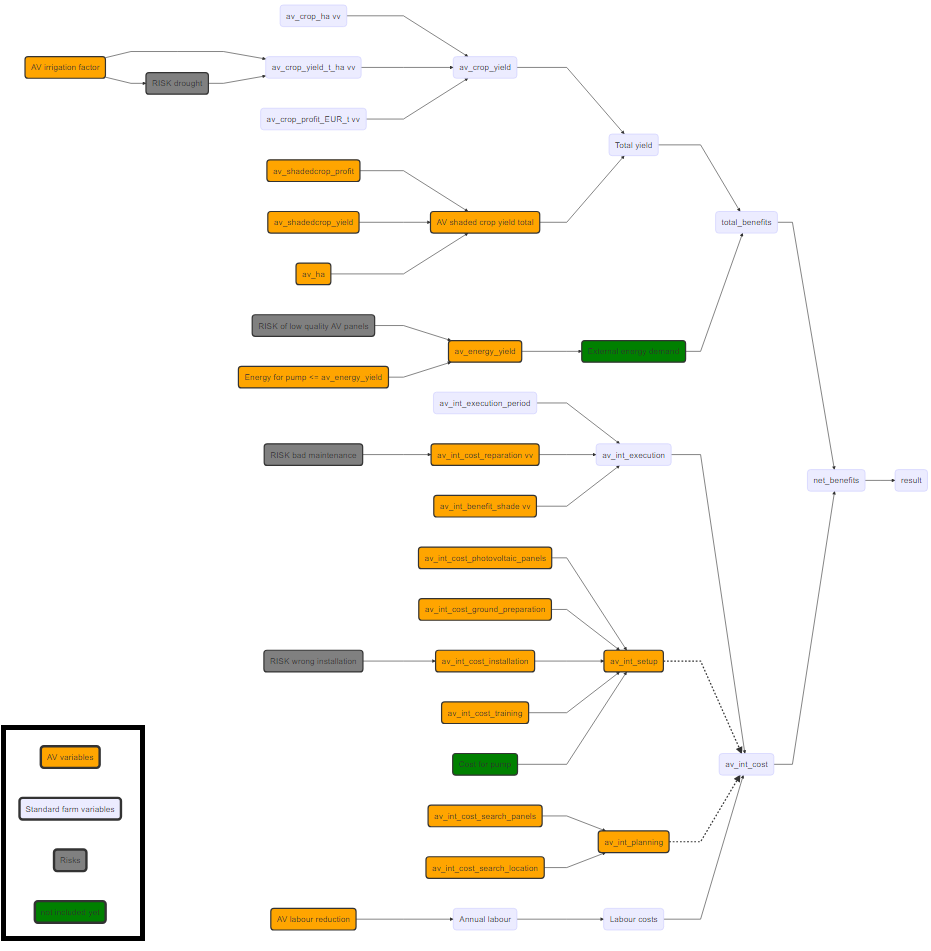 av_crop_ha vv
AV irrigation factor
av_crop_yield_t_ha vv
av_crop_yield
RISK drought
av_crop_profit_EUR_t vv
Total yield
av_shadedcrop_profit
av_shadedcrop_yield
AV shaded crop yield total
total_benefits
av_ha
RISK of low quality AV panels
av_energy_yield
External energy demand
Energy for pump <= av_energy_yield
av_int_execution_period
RISK bad maintenance
av_int_cost_reparation vv
av_int_execution
net_benefits
result
av_int_benefit_shade vv
av_int_cost_photovoltaic_panels
av_int_cost_ground_preparation
RISK wrong installation
av_int_cost_installation
av_int_setup
av_int_cost_training
Cost for pump
av_int_cost
av_int_cost_search_panels
av_int_planning
av_int_cost_search_location
AV labour reduction
Annual labour
Labour costs
AV variables
Standard farm variables
Risks
not included yet